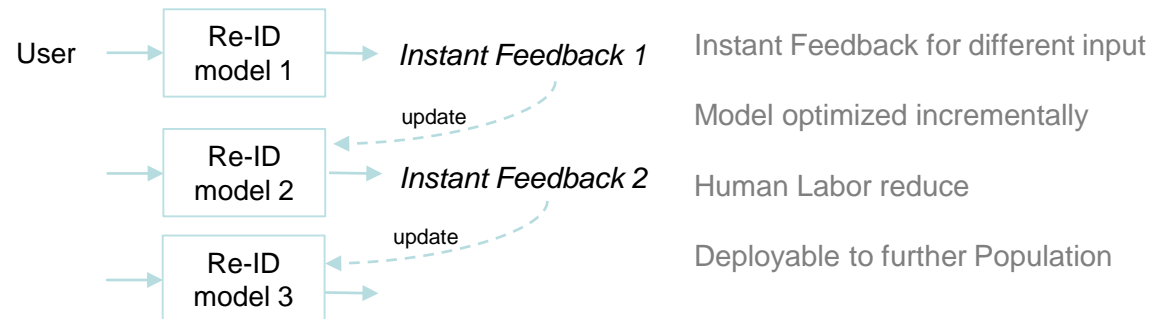 User
Re-ID
model 1
Instant Feedback 1
update
Re-ID
model 2
Instant Feedback 2
update
Re-ID
model 3
Instant Feedback for different input
Model optimized incrementally
Human Labor reduce
Deployable to further Population